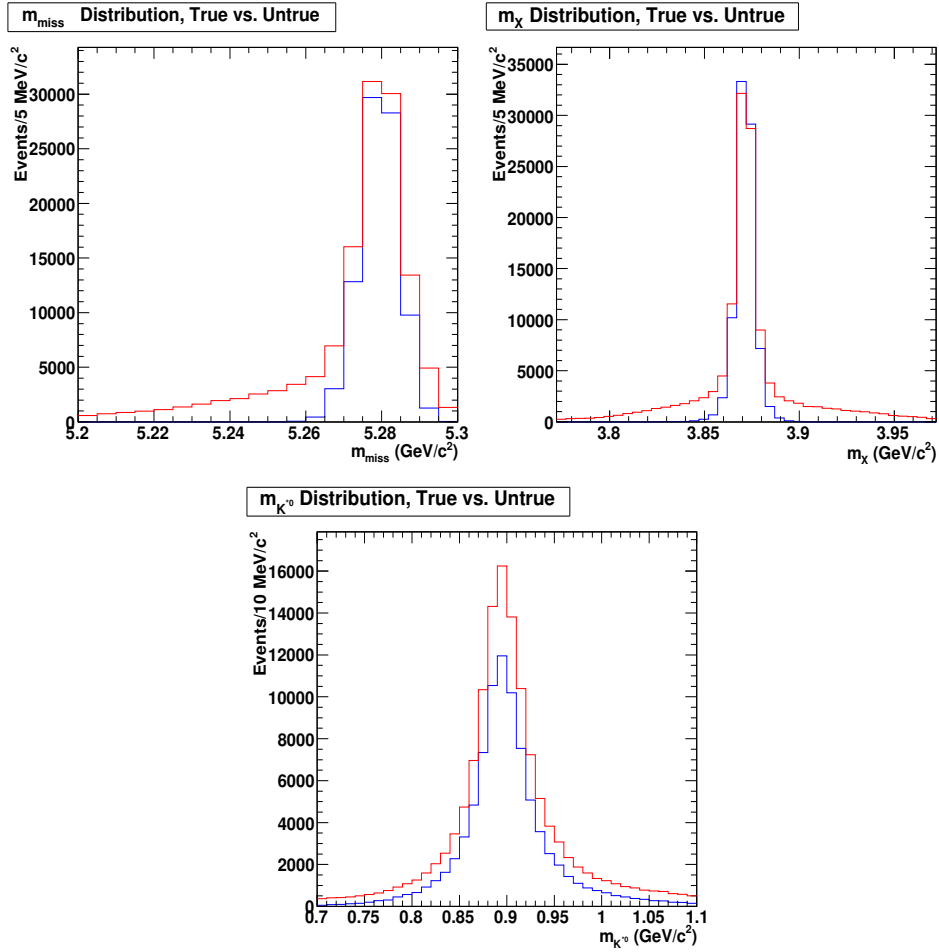 m_miss Distribution, True vs. Untrue
Events/5 MeV/c²
30000
25000
20000
15000
10000
5000
0
5.2 5.22 5.24 5.26 5.28 5.3
m_miss (GeV/c²)
m_X Distribution, True vs. Untrue
Events/5 MeV/c²
35000
30000
25000
20000
15000
10000
5000
0
3.8 3.85 3.9 3.95
m_X (GeV/c²)
m_K*0 Distribution, True vs. Untrue
Events/10 MeV/c²
16000
14000
12000
10000
8000
6000
4000
2000
0
0.7 0.75 0.8 0.85 0.9 0.95 1 1.05 1.1
m_K*0 (GeV/c²)